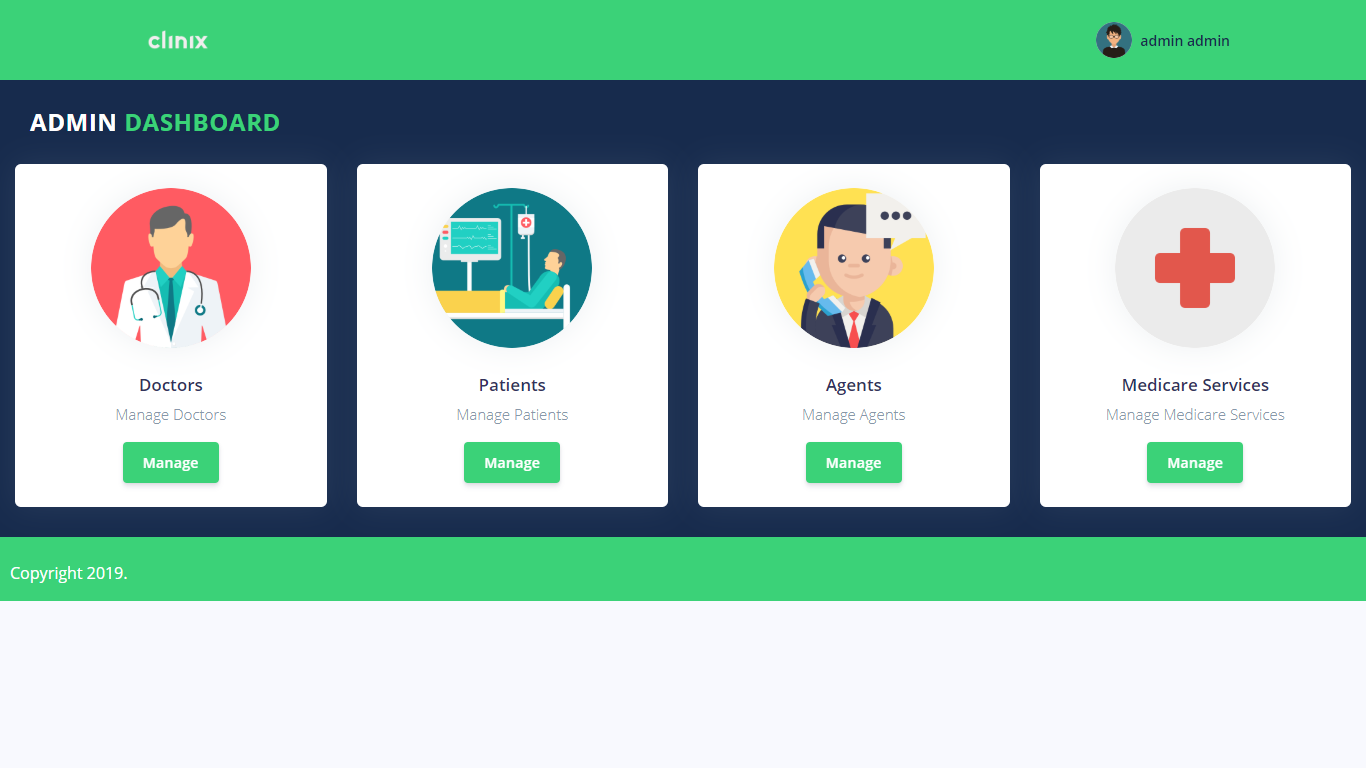 clinix
admin admin
ADMIN DASHBOARD
Doctors
Manage Doctors
Manage
Patients
Manage Patients
Manage
Agents
Manage Agents
Manage
Medicare Services
Manage Medicare Services
Manage
Copyright 2019.